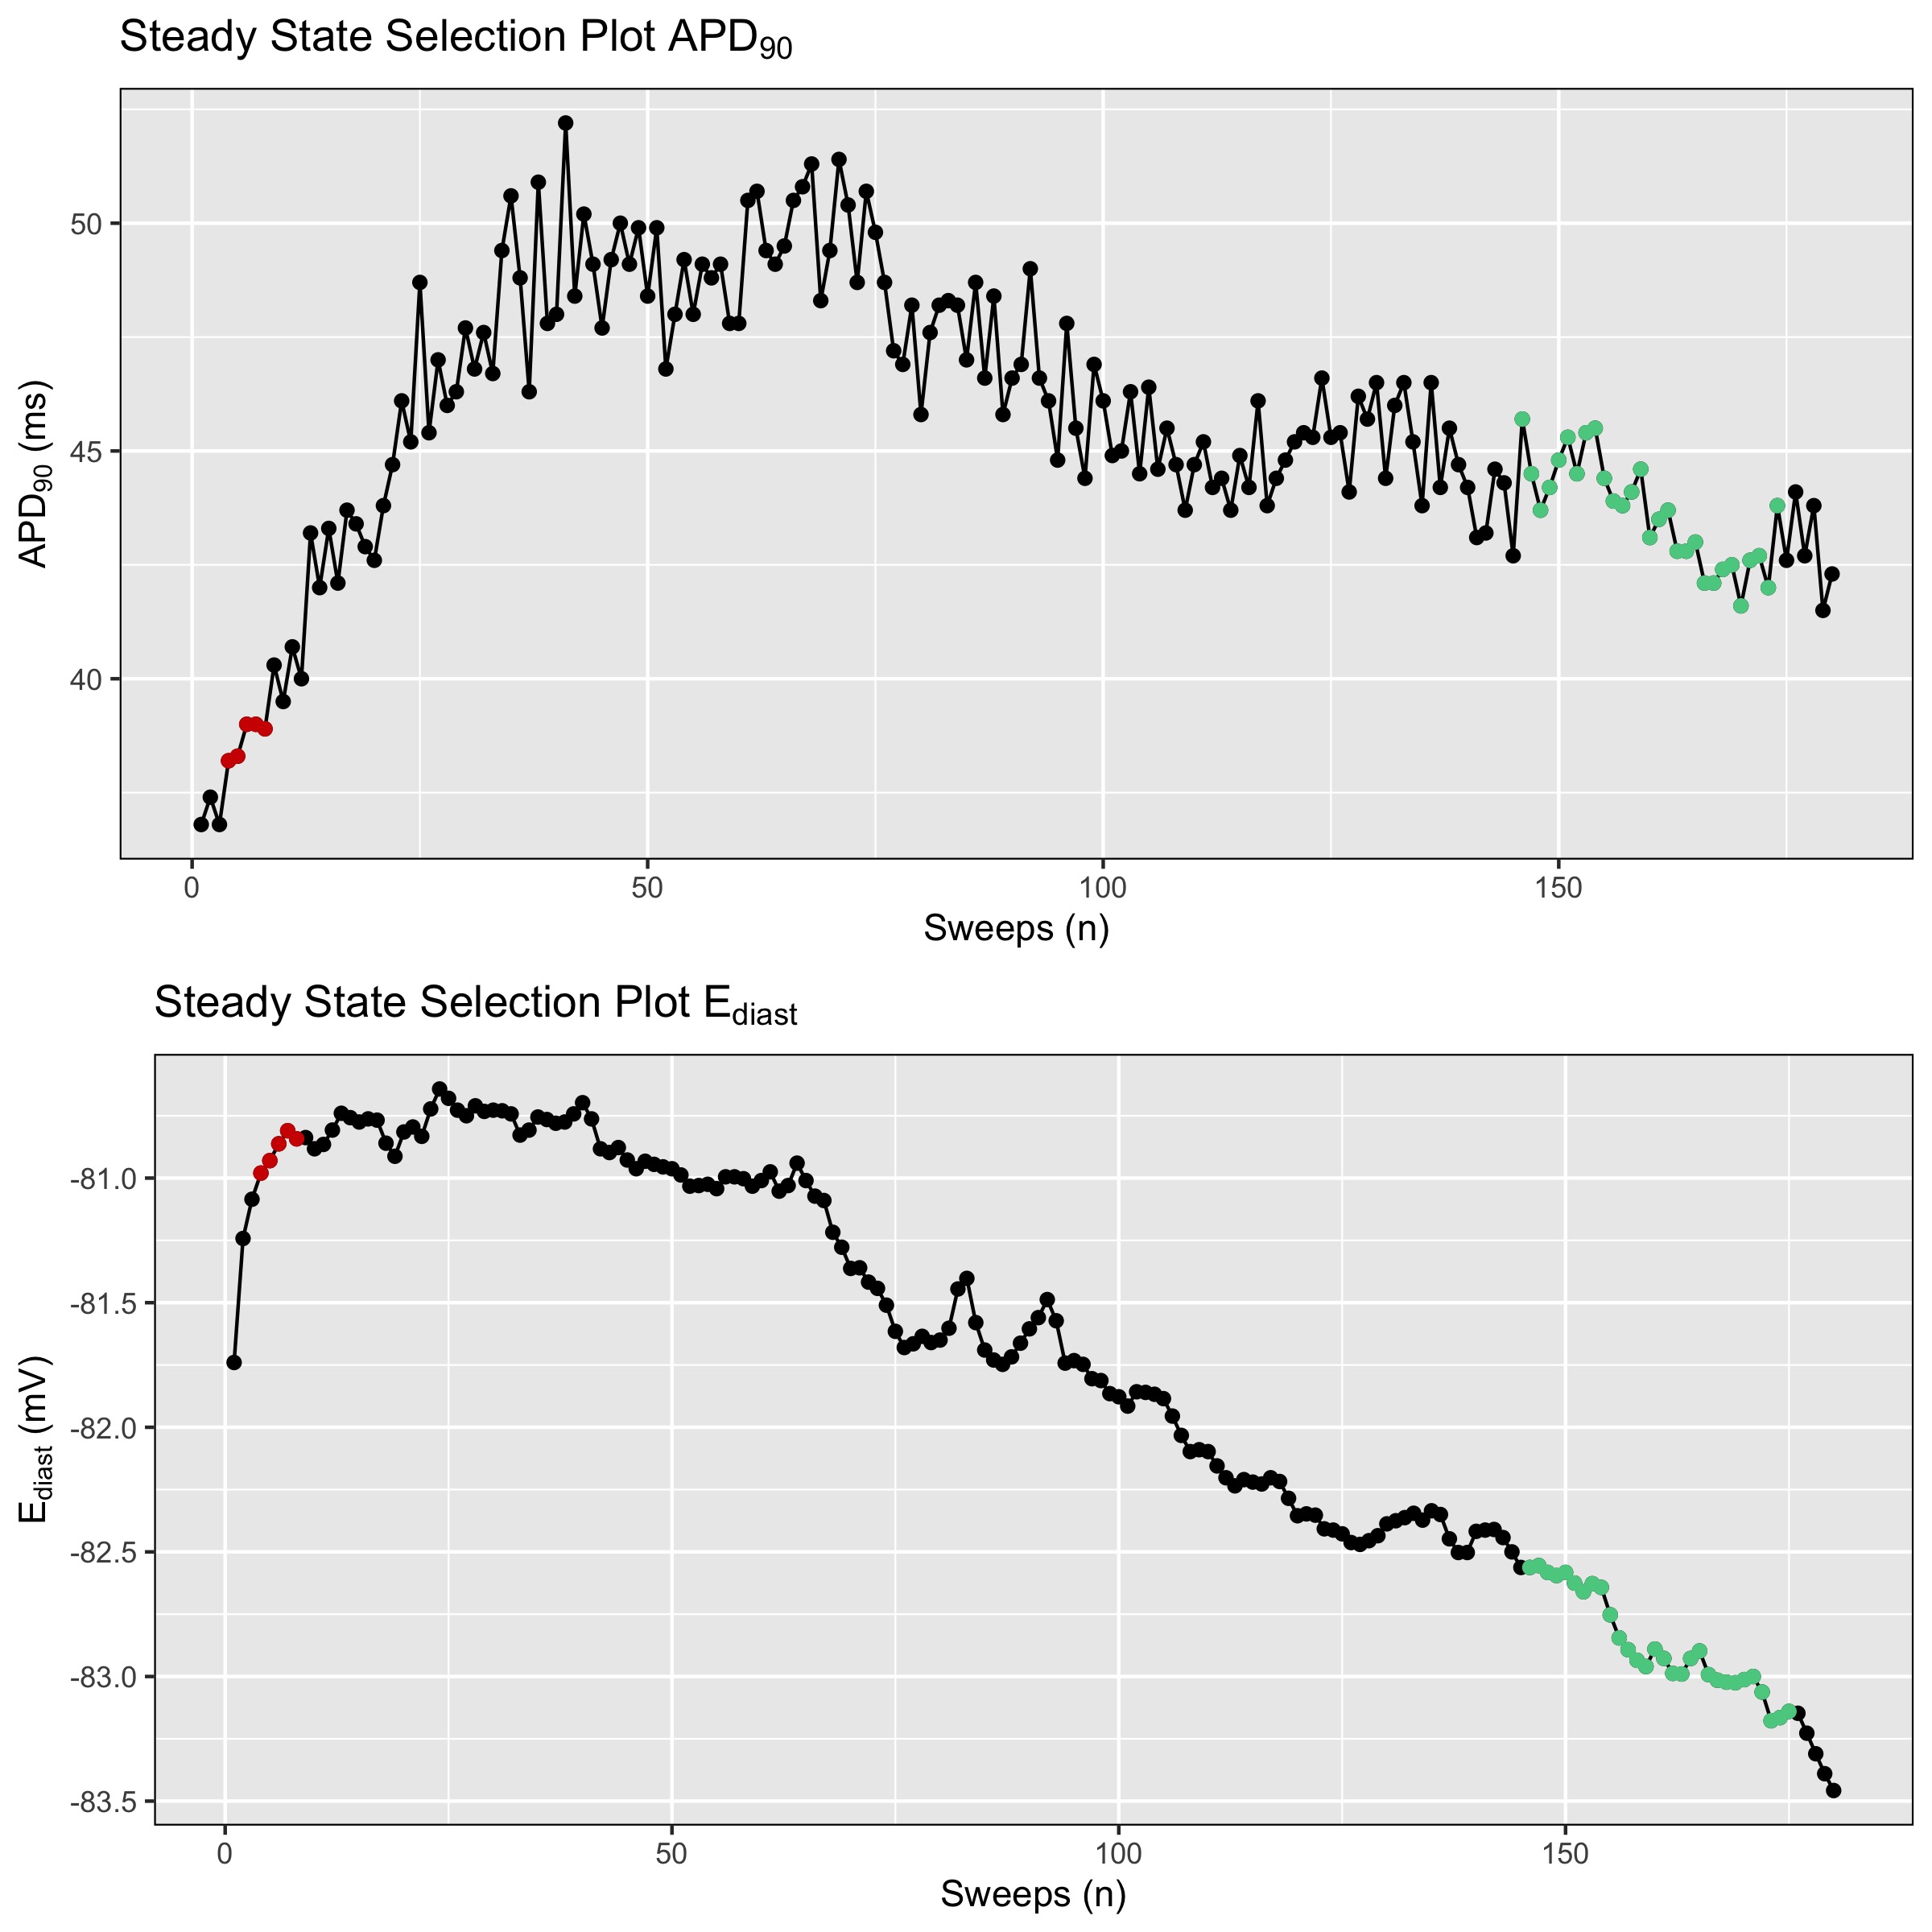 Steady State Selection Plot APD90
50
45
40
APD90 (ms)
0 50 100 150
Sweeps (n)
Steady State Selection Plot Ediast
-81.0
-81.5
-82.0
-82.5
-83.0
-83.5
Ediast (mV)
0 50 100 150
Sweeps (n)